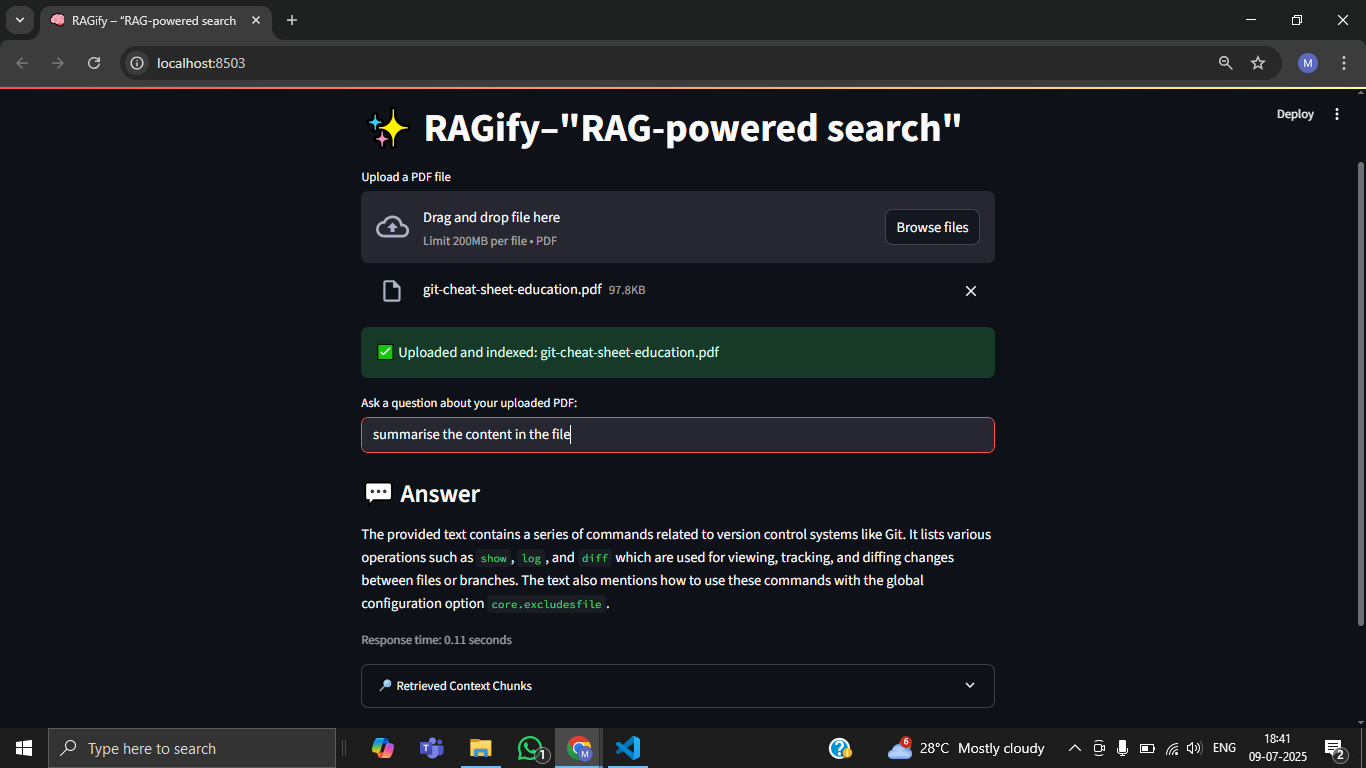 RAGify – "RAG-powered search
localhost:8503
M
Deploy
RAGify–"RAG-powered search"
Upload a PDF file
Drag and drop file here
Limit 200MB per file • PDF
Browse files
git-cheat-sheet-education.pdf 97.8KB
Uploaded and indexed: git-cheat-sheet-education.pdf
Ask a question about your uploaded PDF:
summarise the content in the file
Answer
The provided text contains a series of commands related to version control systems like Git. It lists various
operations such as show, log, and diff which are used for viewing, tracking, and diffing changes
between files or branches. The text also mentions how to use these commands with the global
configuration option core.excludesfile.
Response time: 0.11 seconds
Retrieved Context Chunks
Type here to search
1
M
6
28°C Mostly cloudy
ENG
18:41
09-07-2025
2